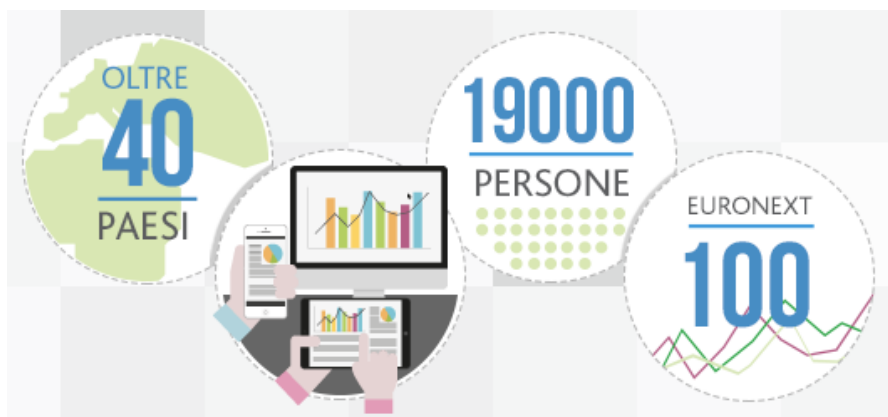 OLTRE
40
PAESI
19000
PERSONE
EURONEXT
100